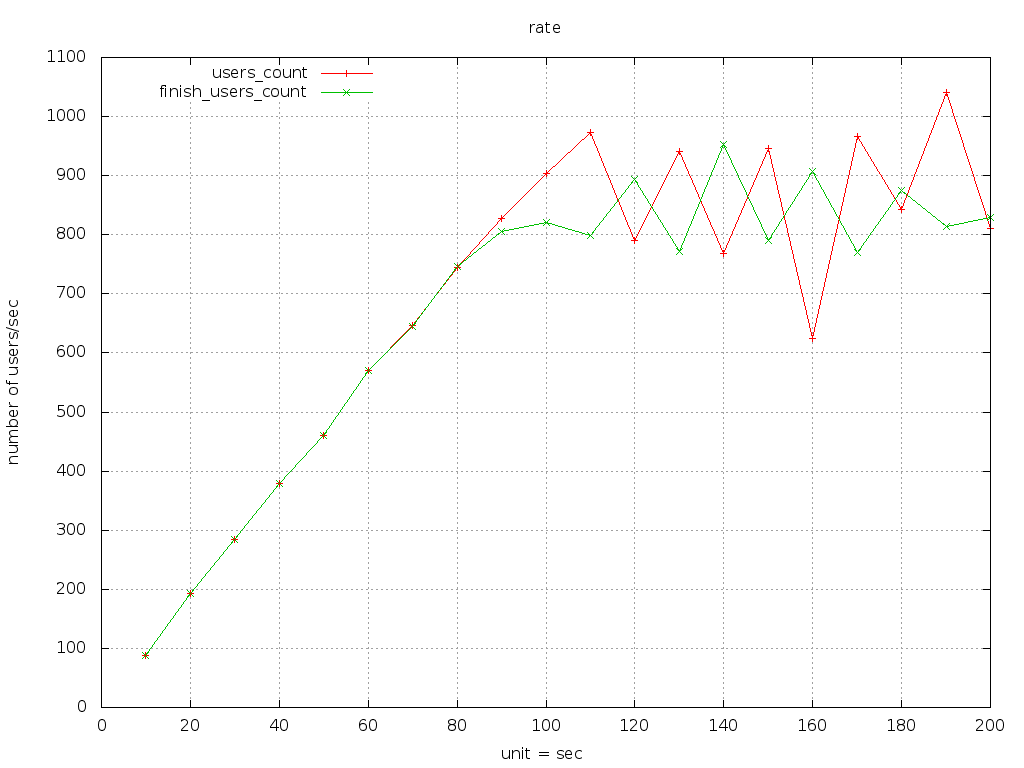 rate
1100
1000
900
800
700
600
500
400
300
200
100
0
users_count
finish_users_count
number of users/sec
0 20 40 60 80 100 120 140 160 180 200
unit = sec